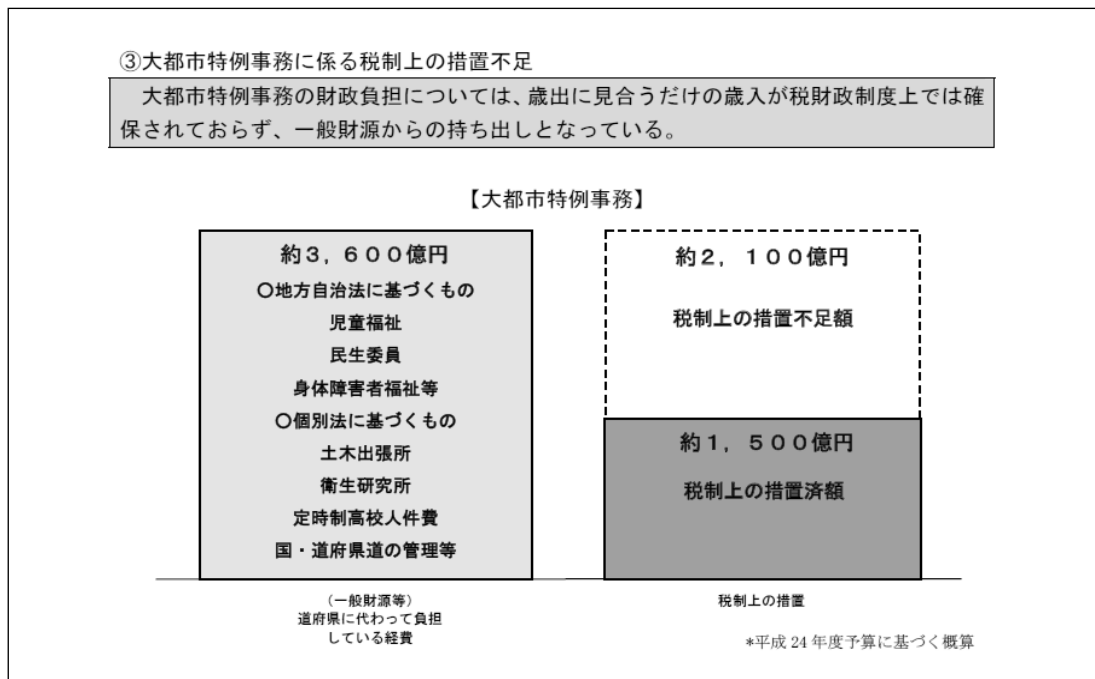 ③大都市特例事務に係る税制上の措置不足
大都市特例事務の財政負担については、歳出に見合うだけの歳入が税財政制度上では確
保されておらず、一般財源からの持ち出しとなっている。
【大都市特例事務】
約３，６００億円
〇地方自治法に基づくもの
児童福祉
民生委員
身体障害者福祉等
〇個別法に基づくもの
土木出張所
衛生研究所
定時制高校人件費
国・道府県道の管理等
（一般財源等）
道府県に代わって負担
している経費
約２，１００億円
税制上の措置不足額
約１，５００億円
税制上の措置済額
税制上の措置
*平成 24 年度予算に基づく概算